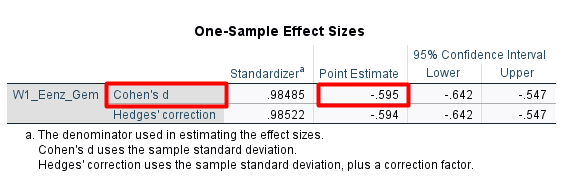 One-Sample Effect Sizes
95% Confidence Interval
Standardizerª Point Estimate Lower Upper
W1_Eenz_Gem Cohen's d .98485 -.595 -.642 -.547
Hedges' correction .98522 -.594 -.642 -.547
a. The denominator used in estimating the effect sizes.
Cohen's d uses the sample standard deviation.
Hedges' correction uses the sample standard deviation, plus a correction factor.